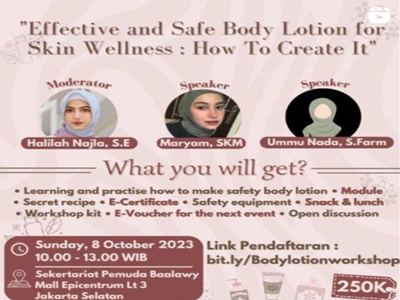 "Effective and Safe Body Lotion for
Skin Wellness : How To Create It"
Moderator
Speaker
Speaker
Halilah Najla, S.E
Maryam, SKM
Ummu Nada, S.Farm
What you will get?
• Learning and practise how to make safety body lotion • Module
• Secret recipe • E-Certificate • Safety equipment • Snack & lunch
• Workshop kit • E-Voucher for the next event • Open discussion
Sunday, 8 October 2023
10.00 - 13.00 WIB
Sekertariat Pemuda Baalawy
Mall Epicentrum Lt 3
Jakarta Selatan
Link Pendaftaran :
bit.ly/Bodylotionworkshop
250K